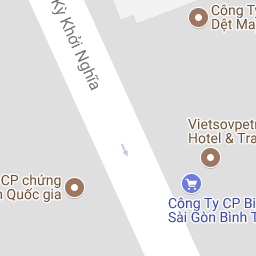 Công Ty
Dệt Ma
Kỳ Khởi Nghĩa
Vietsovpet
Hotel & Tra
CP chứng
Quốc gia
Công Ty CP Bi
Sài Gòn Bình T